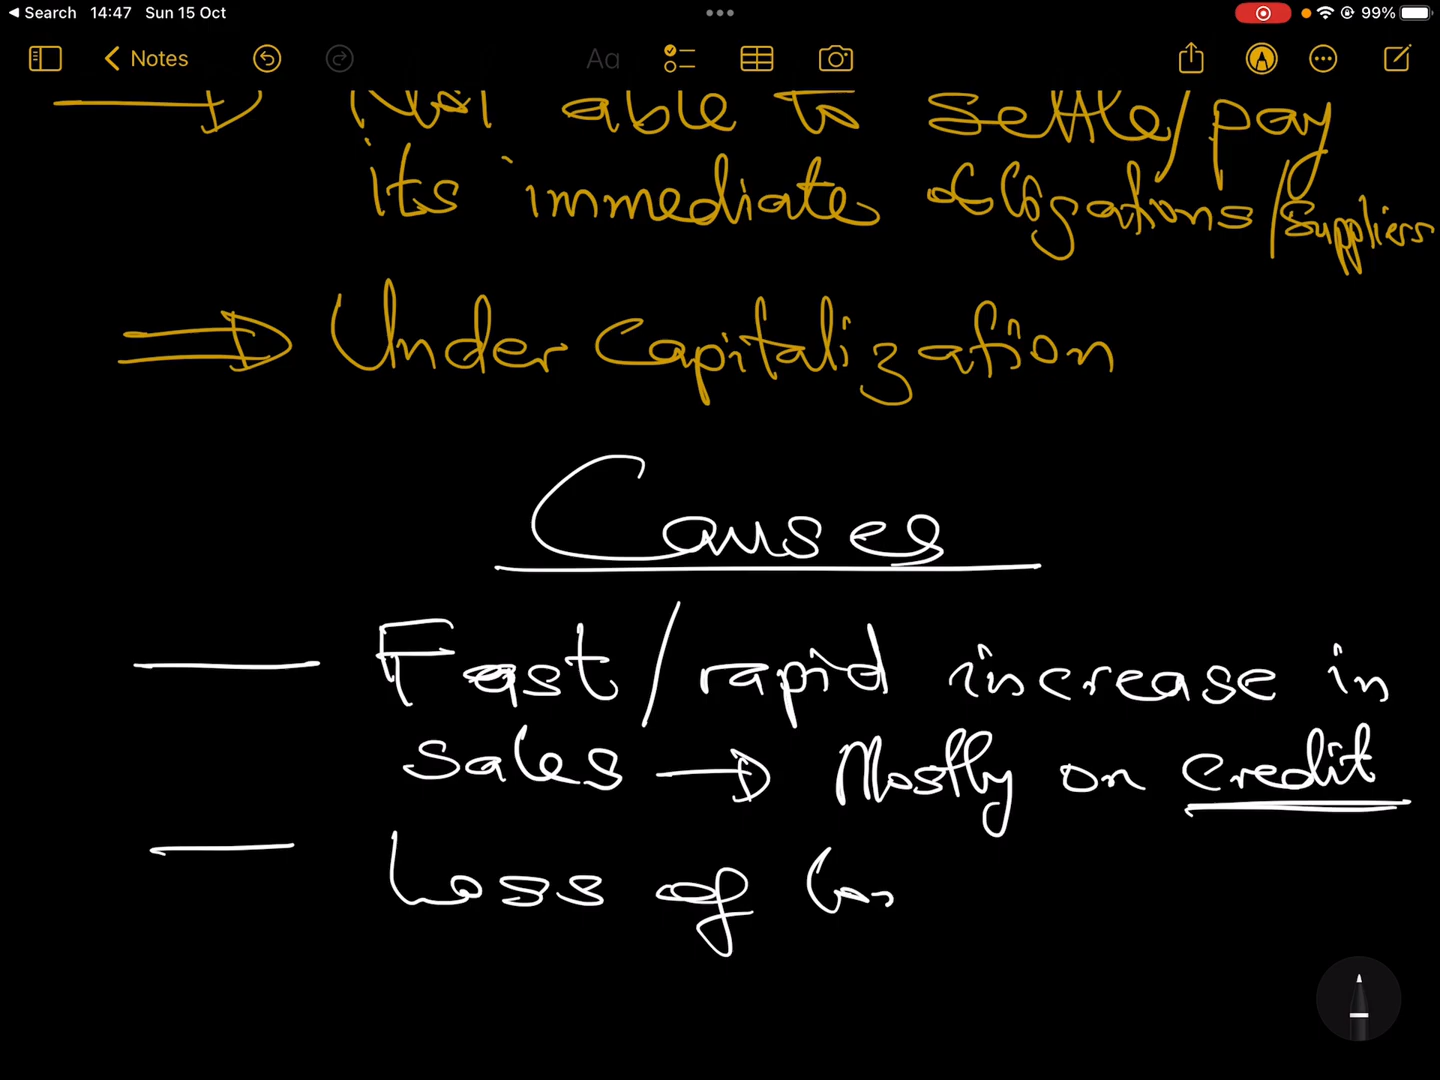 Search 14:47 Sun 15 Oct 99%
Notes Aa
Not able to settle/pay
its immediate obligations/suppliers
Under Capitalization
Causes
Fast/rapid increase in
sales → Mostly on credit
Loss of